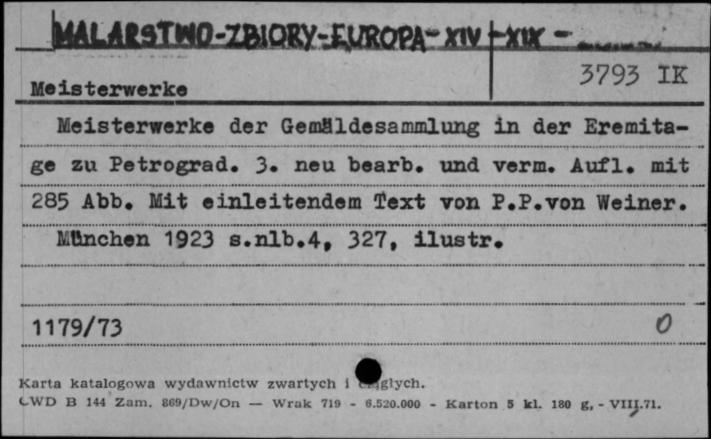 MALARSTWO-ZBIORY-EUROPA-XIV-XIX-
3793 IK
Meisterwerke
Meisterwerke der Gemäldesammlung in der Eremita-
ge zu Petrograd. 3. neu bearb. und verm. Aufl. mit
285 Abb. Mit einleitendem Text von P.P.von Weiner.
München 1923 s.nlb.4, 327, ilustr.
1179/73 0
Karta katalogowa wydawnictw zwartych i ciągłych.
CWD B 144 Zam. 869/Dw/On — Wrak 719 - 6.520.000 - Karton 5 kl. 180 g, - VIII.71.